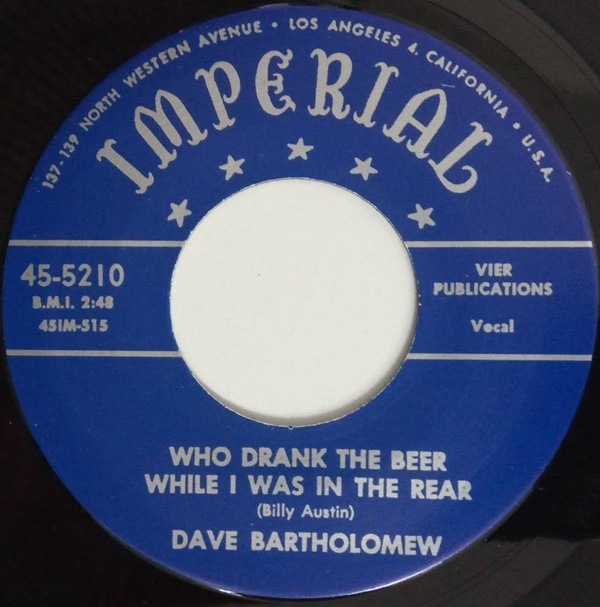 137-139 NORTH WESTERN AVENUE • LOS ANGELES 4, CALIFORNIA • U.S.A.
IMPERIAL
45-5210
B.M.I. 2:48
45IM-515
VIER
PUBLICATIONS
Vocal
WHO DRANK THE BEER
WHILE I WAS IN THE REAR
(Billy Austin)
DAVE BARTHOLOMEW